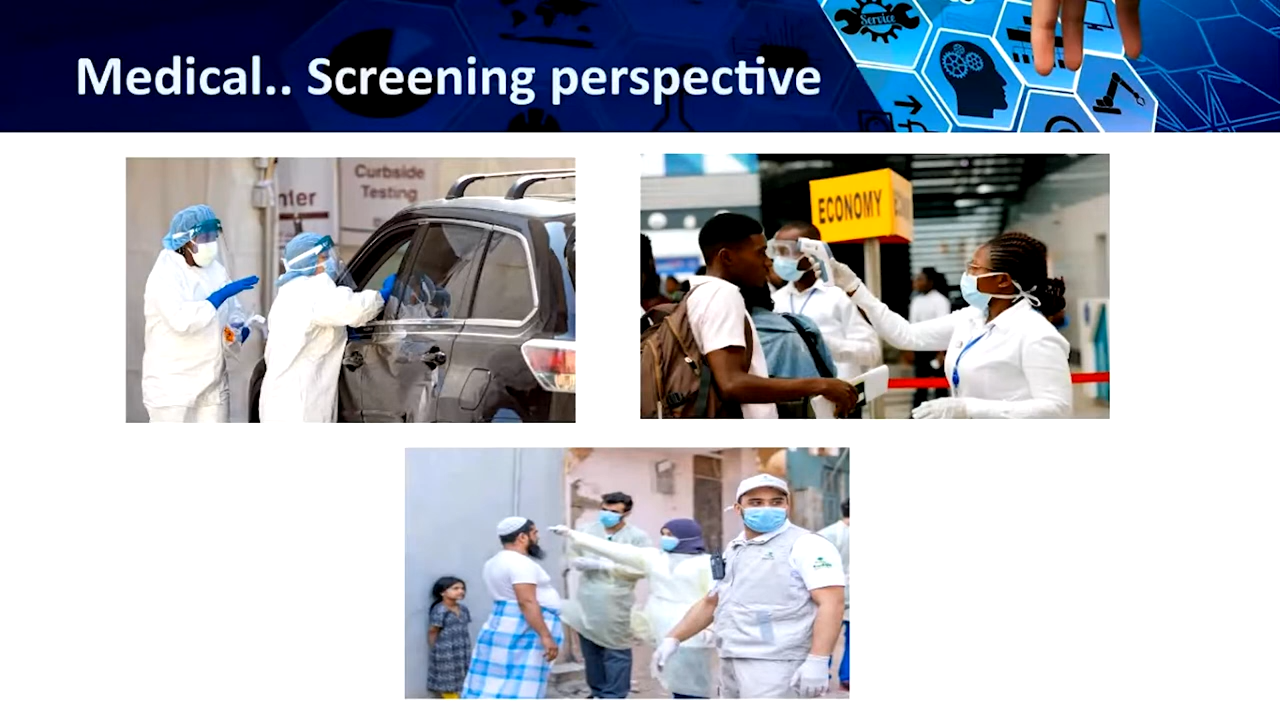 Service
Medical.. Screening perspective
Curbside
Testing
nter
ECONOMY